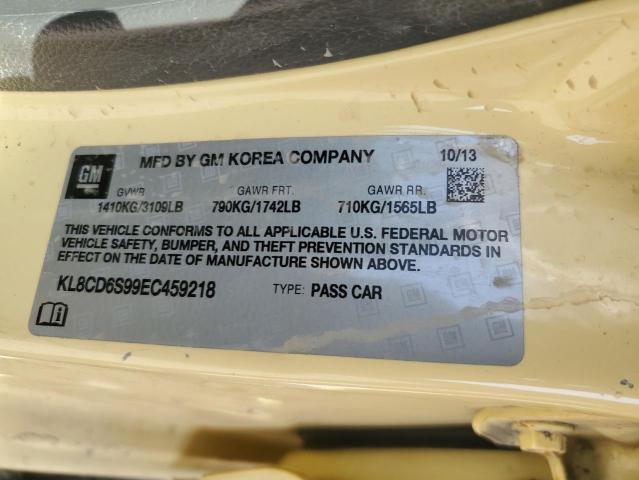 GM MFD BY GM KOREA COMPANY 10/13
GVWR GAWR FRT. GAWR RR.
1410KG/3109LB 790KG/1742LB 710KG/1565LB
THIS VEHICLE CONFORMS TO ALL APPLICABLE U.S. FEDERAL MOTOR
VEHICLE SAFETY, BUMPER, AND THEFT PREVENTION STANDARDS IN
EFFECT ON THE DATE OF MANUFACTURE SHOWN ABOVE.
KL8CD6S99EC459218 TYPE: PASS CAR